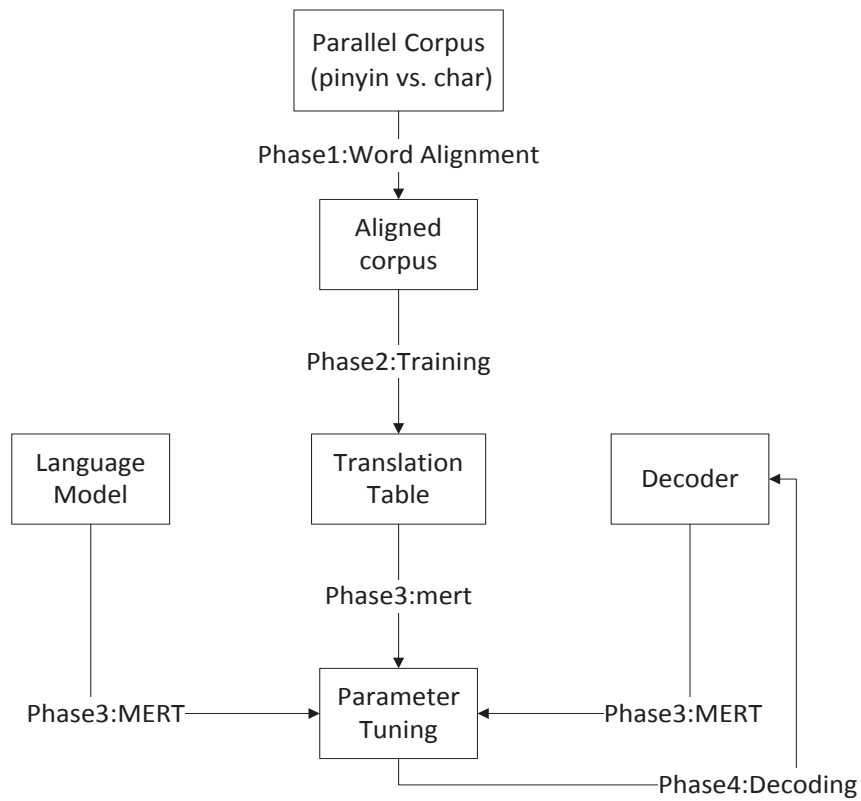 Parallel Corpus
(pinyin vs. char)
Phase1:Word Alignment
Aligned
corpus
Phase2:Training
Language
Model
Translation
Table
Decoder
Phase3:mert
Phase3:MERT
Parameter
Tuning
Phase3:MERT
Phase4:Decoding